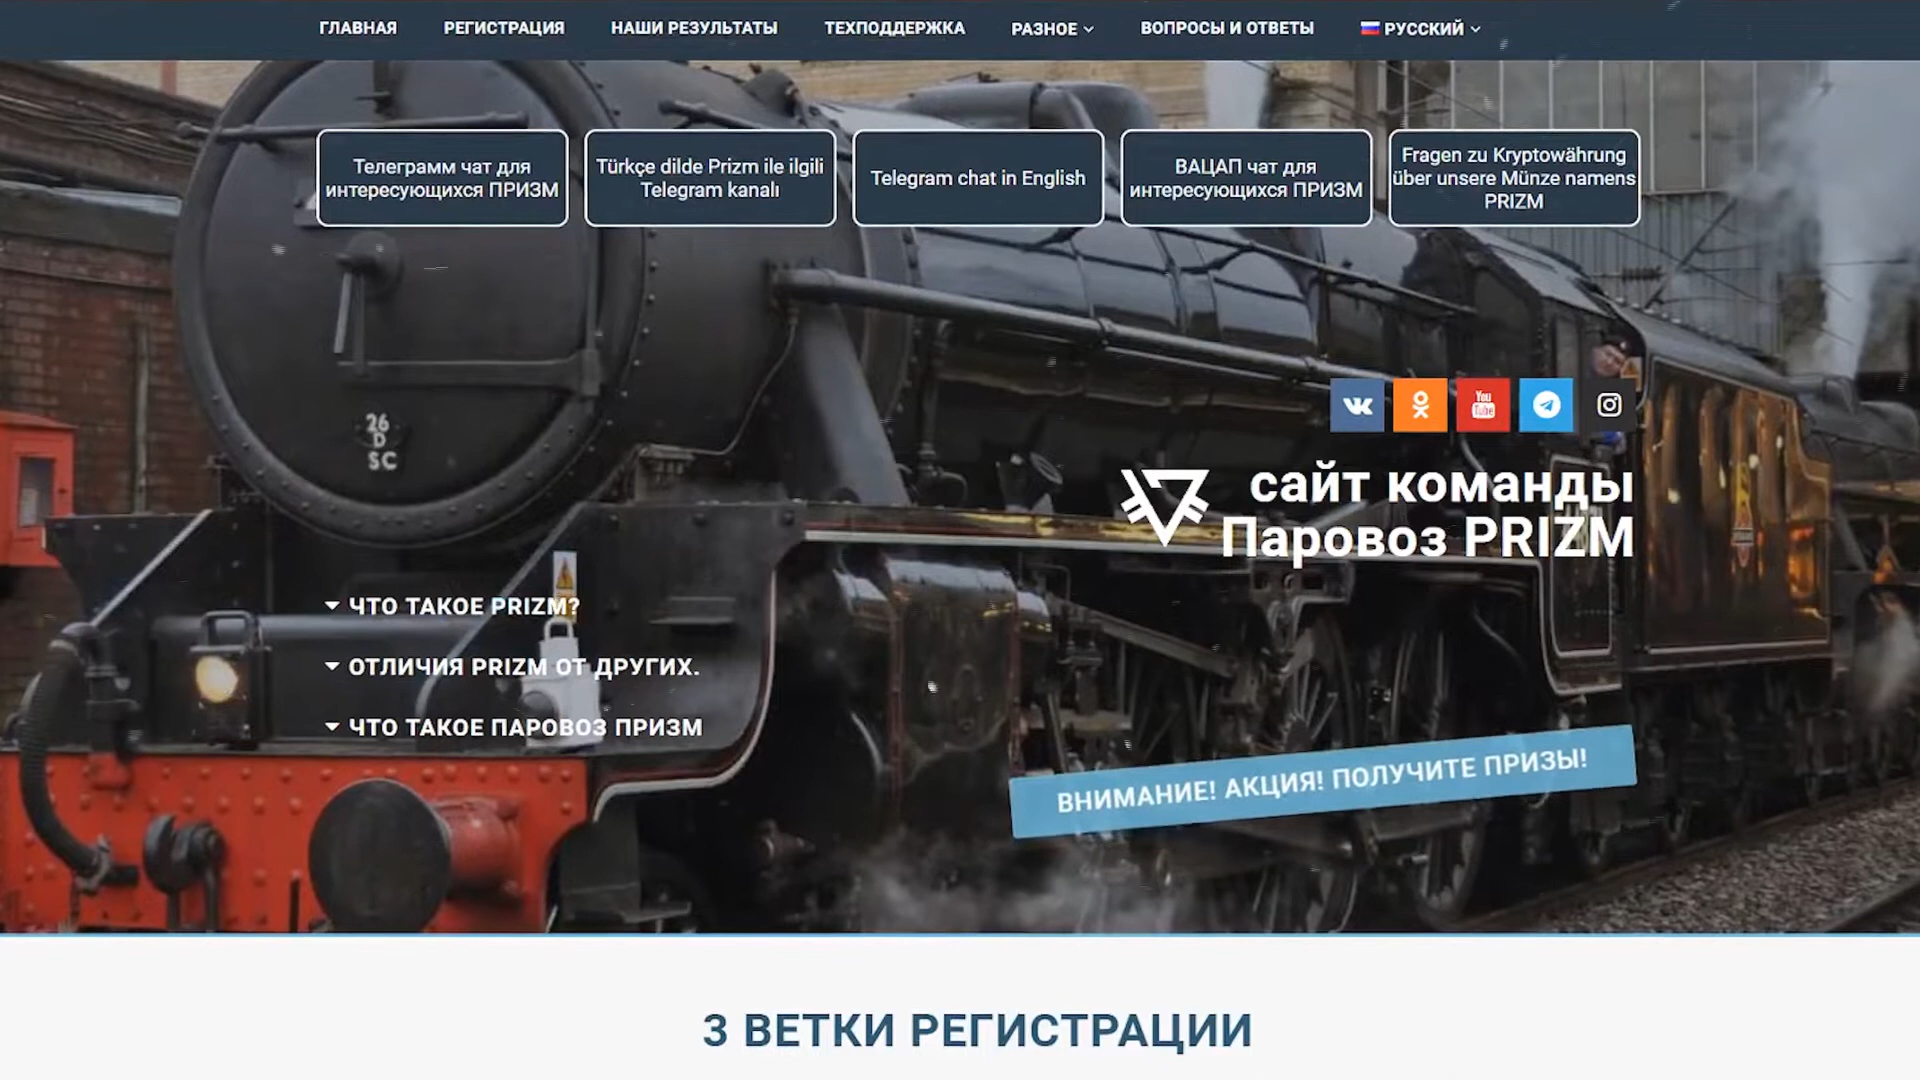 ГЛАВНАЯ
РЕГИСТРАЦИЯ
НАШИ РЕЗУЛЬТАТЫ
ТЕХПОДДЕРЖКА
РАЗНОЕ
ВОПРОСЫ И ОТВЕТЫ
РУССКИЙ
Телеграмм чат для
интересующихся ПРИЗМ
Türkçe dilde Prizm ile ilgili
Telegram kanalı
Telegram chat in English
ВАЦАП чат для
интересующихся ПРИЗМ
Fragen zu Kryptowährung
über unsere Münze namens
PRIZM
You
Tube
26
D
SC
сайт команды
Паровоз PRIZM
ЧТО ТАКОЕ PRIZM?
ОТЛИЧИЯ PRIZM ОТ ДРУГИХ.
ЧТО ТАКОЕ ПАРОВОЗ ПРИЗМ
ВНИМАНИЕ! АКЦИЯ! ПОЛУЧИТЕ ПРИЗЫ!
3 ВЕТКИ РЕГИСТРАЦИИ